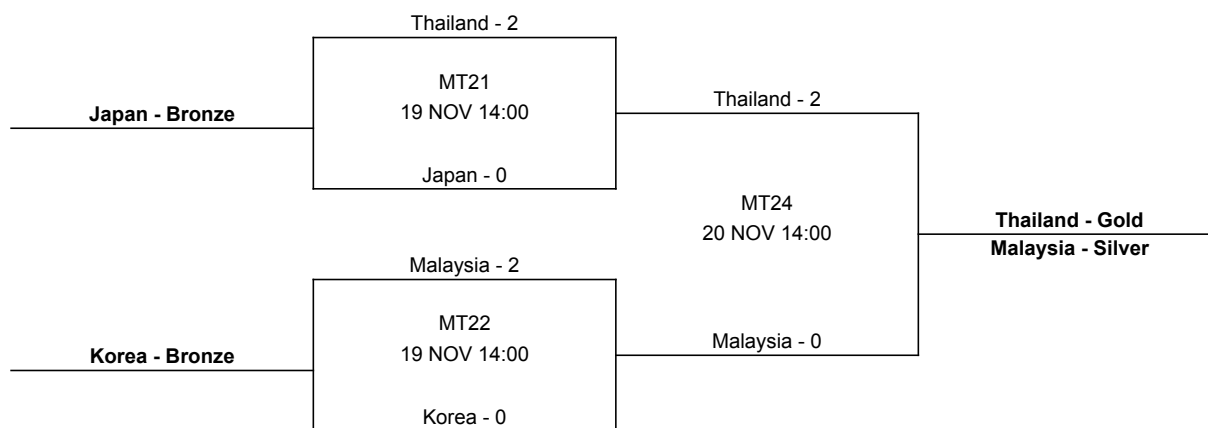 Thailand - 2
MT21
19 NOV 14:00
Japan - Bronze
Thailand - 2
Japan - 0
MT24
20 NOV 14:00
Thailand - Gold
Malaysia - Silver
Malaysia - 2
MT22
19 NOV 14:00
Korea - Bronze
Malaysia - 0
Korea - 0